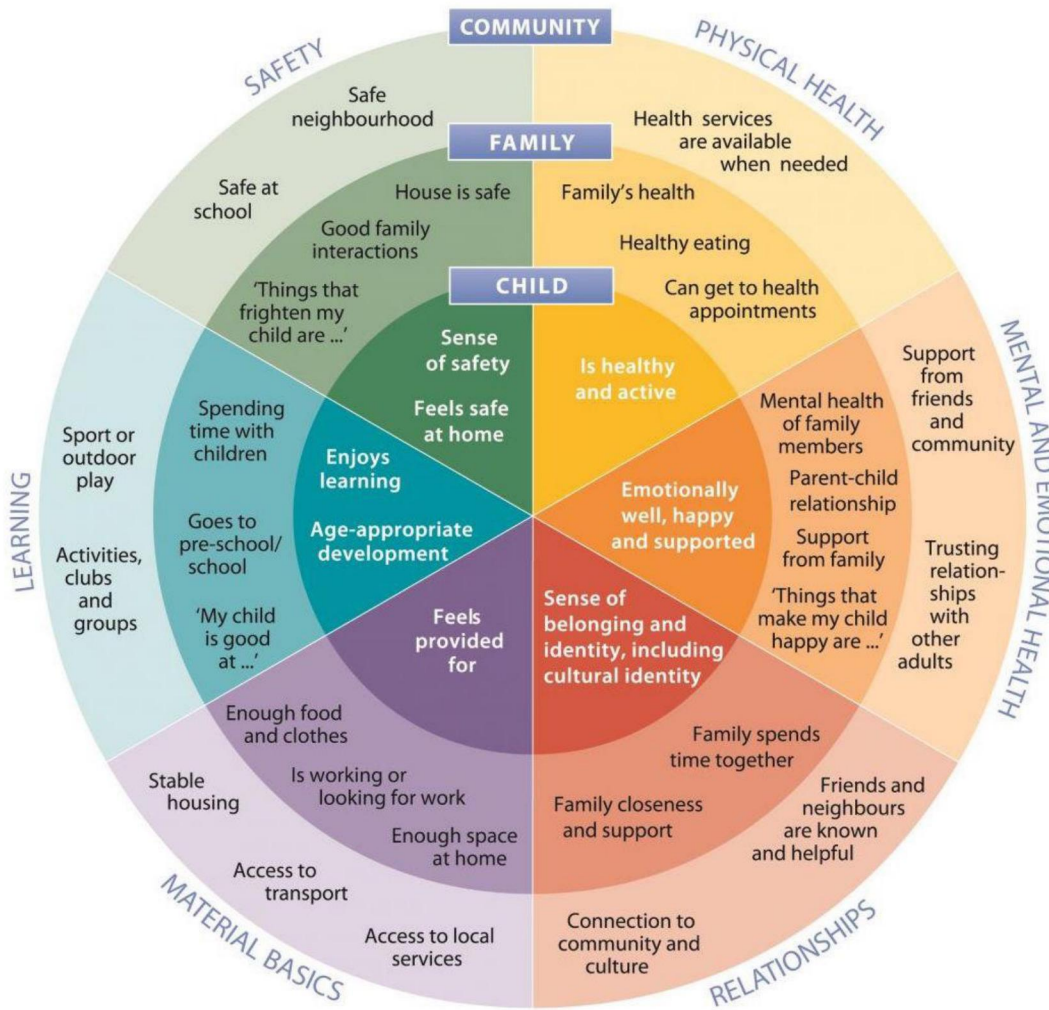 COMMUNITY
SAFETY
PHYSICAL HEALTH
Safe
neighbourhood
Safe at
school
Health services
are available
when needed
FAMILY
House is safe
Good family
interactions
‘Things that
frighten my
child are ...’
Family’s health
Healthy eating
Can get to health
appointments
CHILD
Sense
of safety
Feels safe
at home
Is healthy
and active
MENTAL AND EMOTIONAL HEALTH
Support
from
friends
and
community
Trusting
relation-
ships
with
other
adults
Mental health
of family
members
Parent-child
relationship
Support
from family
‘Things that
make my child
happy are ...’
Emotionally
well, happy
and supported
LEARNING
Sport or
outdoor
play
Activities,
clubs
and
groups
Spending
time with
children
Goes to
pre-school/
school
‘My child
is good
at ...’
Enjoys
learning
Age-appropriate
development
Feels
provided
for
Sense of
belonging and
identity, including
cultural identity
Enough food
and clothes
Is working or
looking for work
Enough space
at home
Stable
housing
Access to
transport
Access to local
services
MATERIAL BASICS
Family spends
time together
Family closeness
and support
Friends and
neighbours
are known
and helpful
Connection to
community and
culture
RELATIONSHIPS